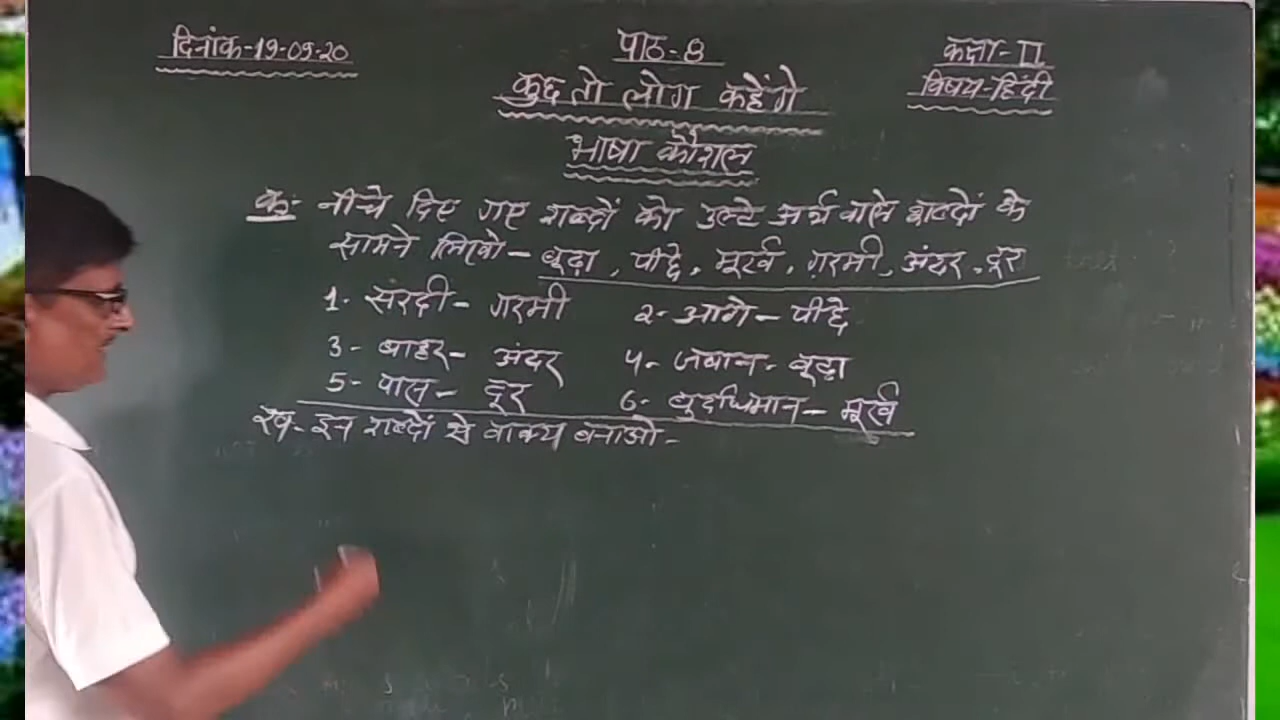 दिनांक-19-09-20
पाठ-8
कक्षा-II
विषय-हिंदी
कुछ तो लोग कहेंगे
भाषा कौशल
क- नीचे दिए गए शब्दों को उल्टे अर्थ वाले शब्दों के
सामने लिखो- बूढ़ा, पीछे, मूर्ख, गरमी, अंदर, दूर
1- सरदी- गरमी 2- आगे- पीछे
3- बाहर- अंदर 4- जवान- बूढ़ा
5- पास- दूर 6- बुद्धिमान- मूर्ख
ख- इन शब्दों से वाक्य बनाओ-